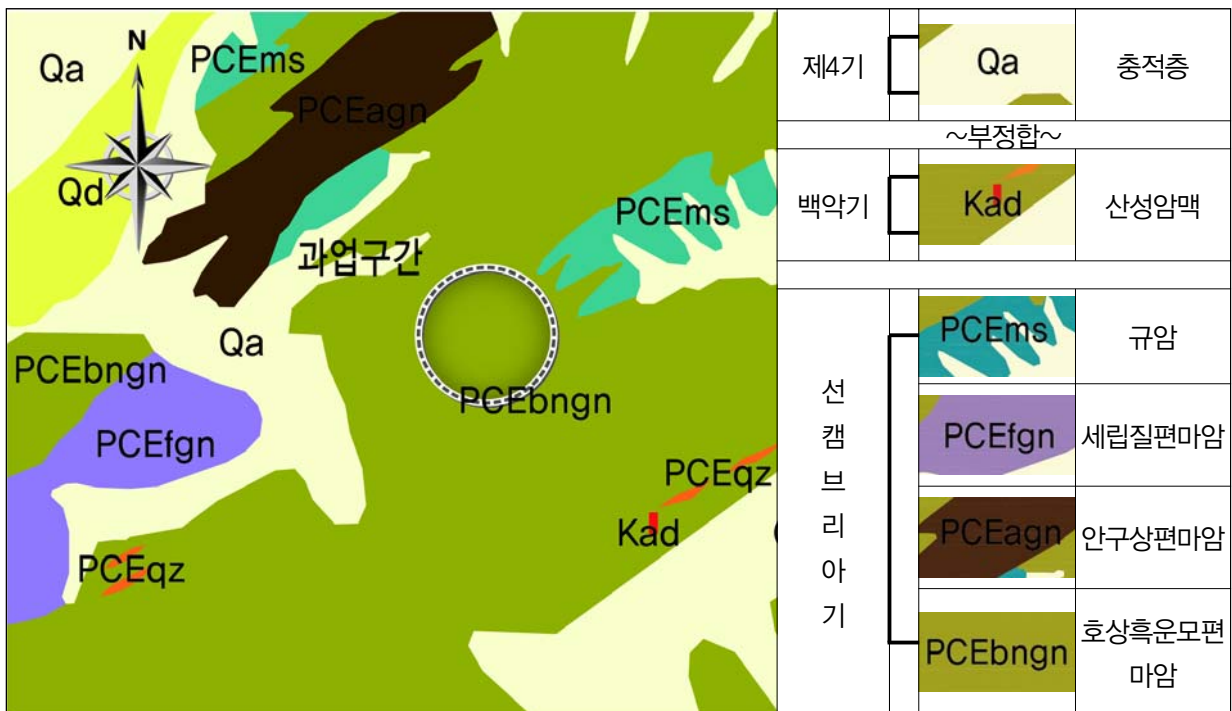 N
Qa
PCEms
PCEagn
Qd
PCEms
과업구간
Qa
PCEbngn
PCEbngn
PCEfgn
PCEqz
Kad
PCEqz
제4기
Qa
충적층
~부정합~
백악기
Kad
산성암맥
선
캠
브
리
아
기
PCEms
규암
PCEfgn
세립질편마암
PCEagn
안구상편마암
PCEbngn
호상흑운모편
마암